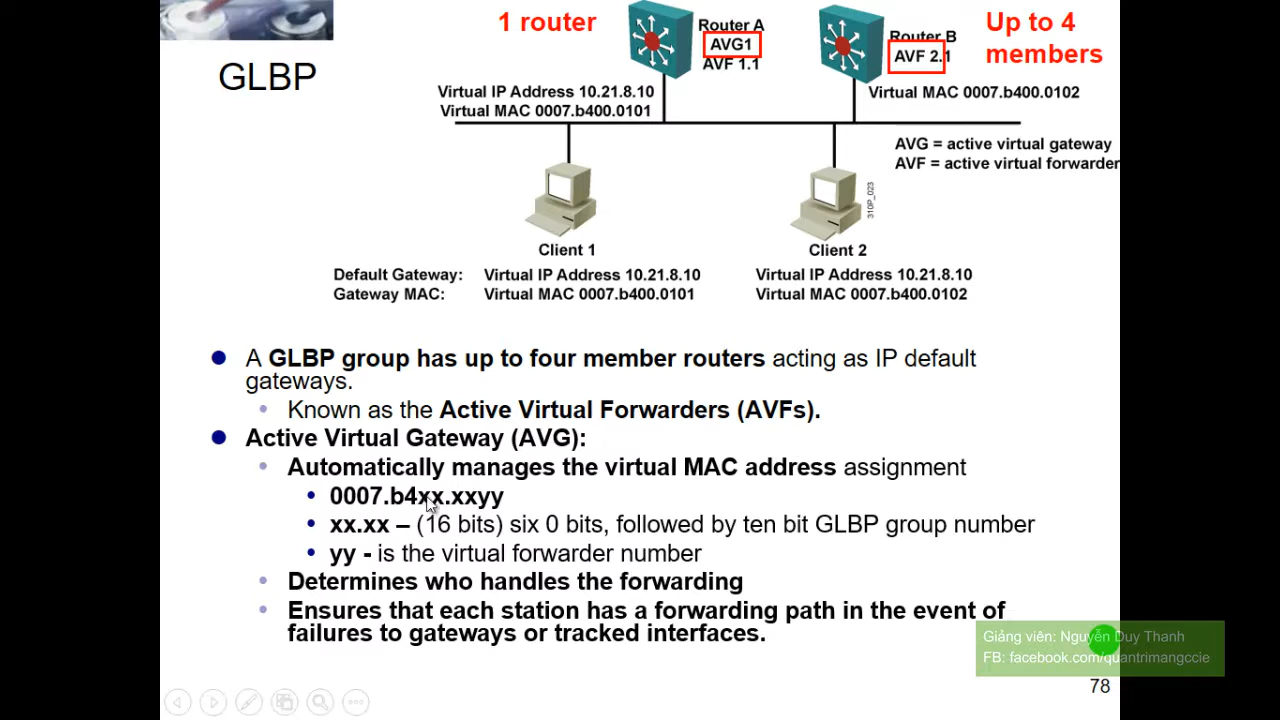 GLBP
1 router
Router A
AVG1
AVF 1.1
Router B
AVF 2.1
Up to 4
members
Virtual IP Address 10.21.8.10
Virtual MAC 0007.b400.0101
Virtual MAC 0007.b400.0102
AVG = active virtual gateway
AVF = active virtual forwarder
310P_023
Client 1
Client 2
Default Gateway: Virtual IP Address 10.21.8.10 Virtual IP Address 10.21.8.10
Gateway MAC: Virtual MAC 0007.b400.0101 Virtual MAC 0007.b400.0102
A GLBP group has up to four member routers acting as IP default
gateways.
Known as the Active Virtual Forwarders (AVFs).
Active Virtual Gateway (AVG):
Automatically manages the virtual MAC address assignment
0007.b4xx.xxyy
xx.xx – (16 bits) six 0 bits, followed by ten bit GLBP group number
yy - is the virtual forwarder number
Determines who handles the forwarding
Ensures that each station has a forwarding path in the event of
failures to gateways or tracked interfaces.
Giảng viên: Nguyễn Duy Thanh
FB: facebook.com/quantrimangccie
78